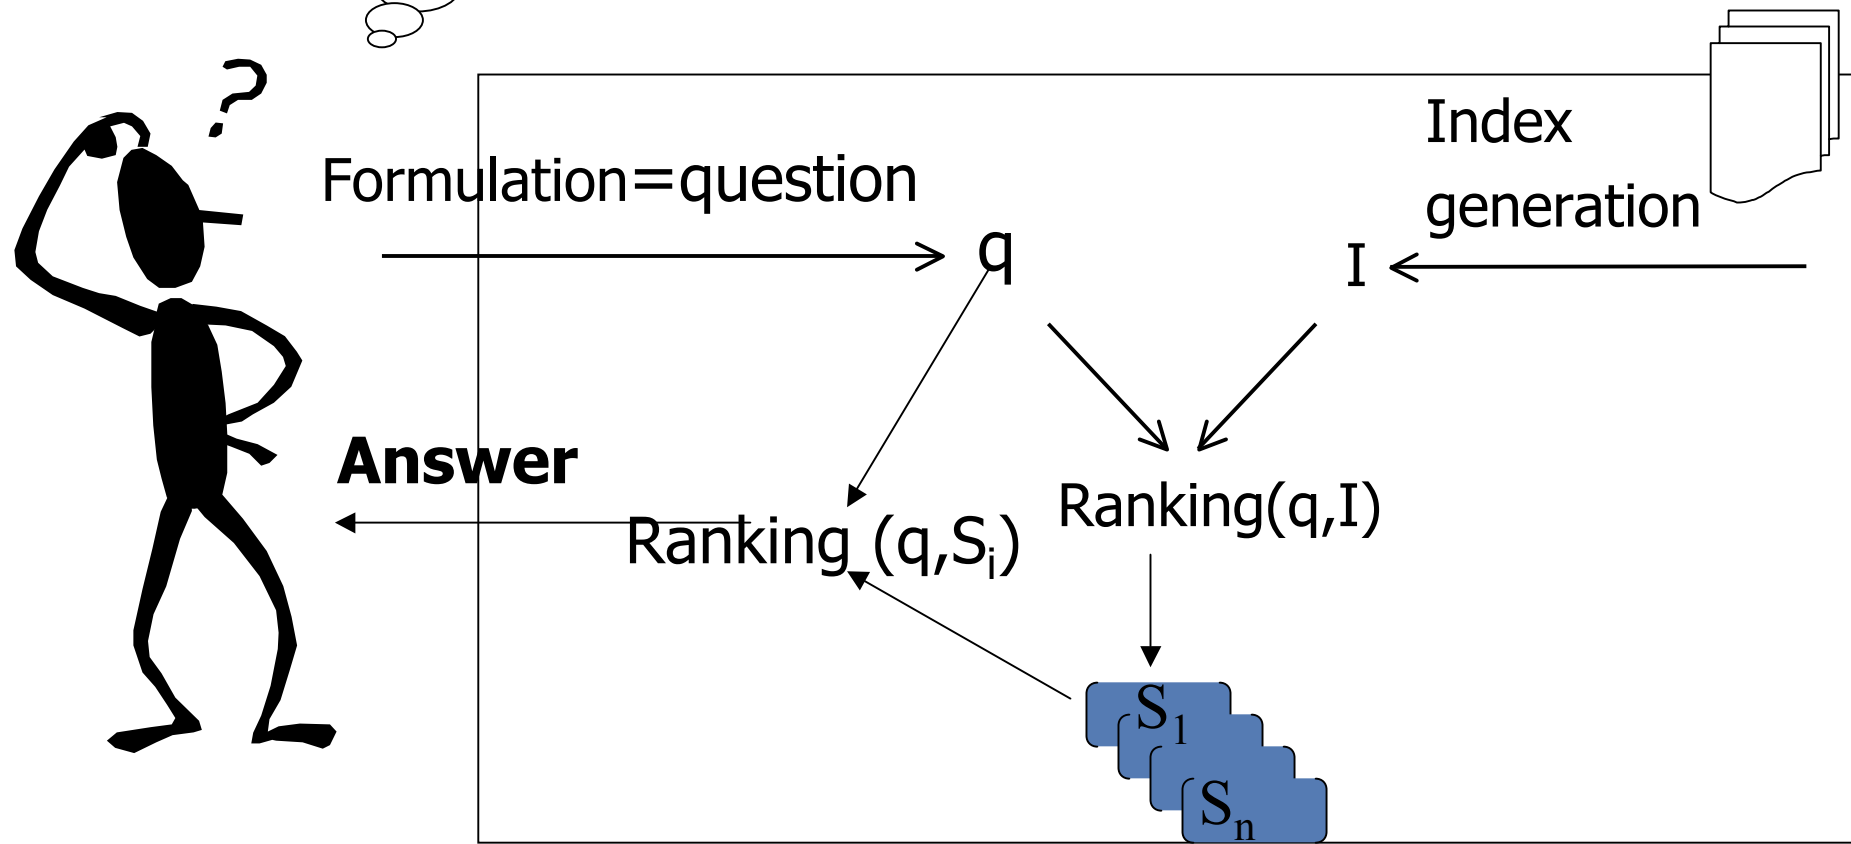 ?
Formulation=question
Index
generation
q
I
Answer
Ranking (q,Sᵢ)
Ranking(q,I)
S₁
Sₙ